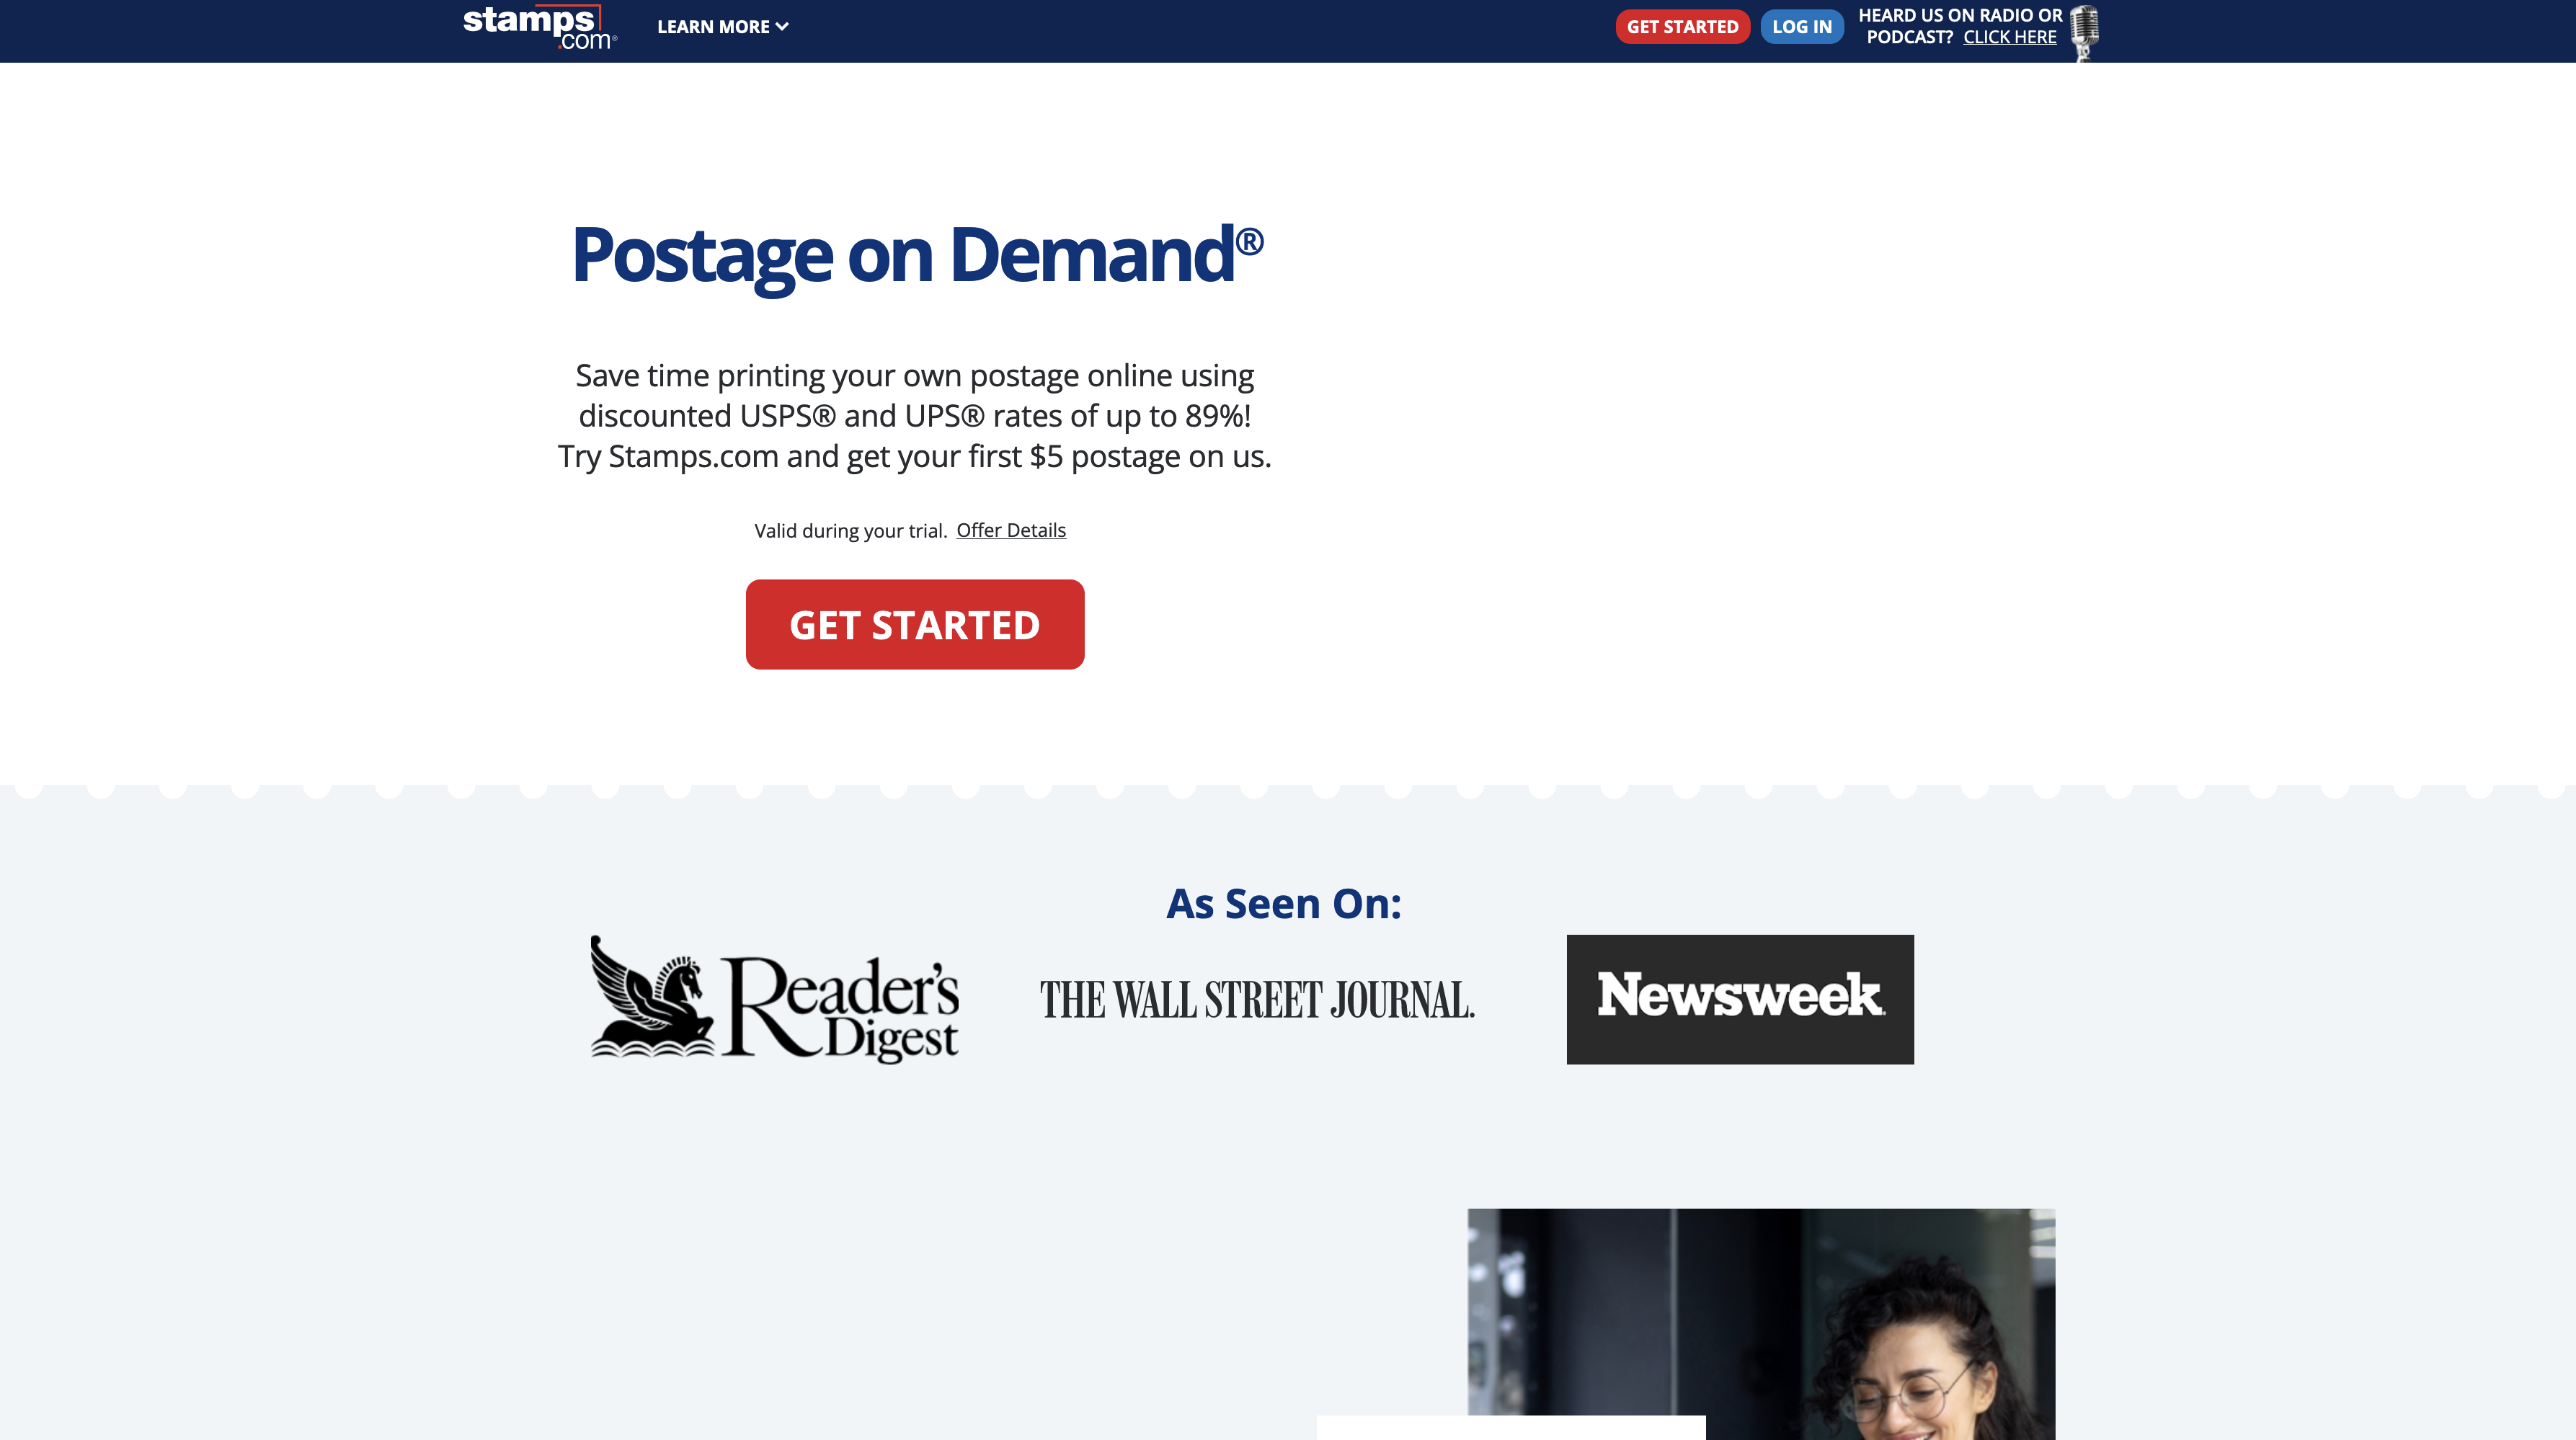 stamps
.com®
LEARN MORE
GET STARTED
LOG IN
HEARD US ON RADIO OR
PODCAST? CLICK HERE
Postage on Demand®
Save time printing your own postage online using
discounted USPS® and UPS® rates of up to 89%!
Try Stamps.com and get your first $5 postage on us.
Valid during your trial. Offer Details
GET STARTED
As Seen On:
Reader's
Digest
THE WALL STREET JOURNAL.
Newsweek